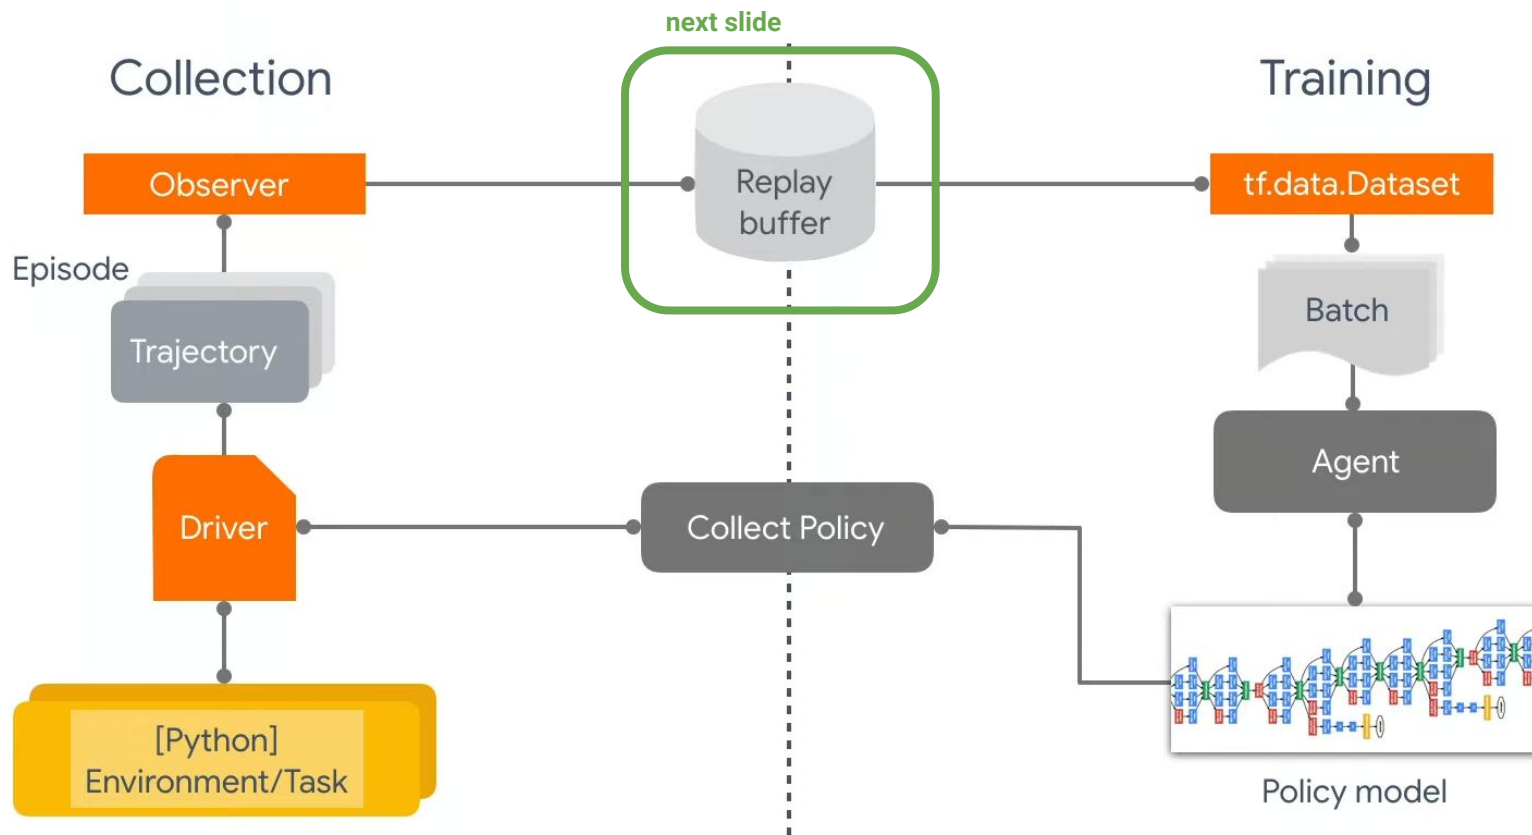 next slide
Collection
Training
Observer
Replay
buffer
tf.data.Dataset
Episode
Trajectory
Batch
Agent
Driver
Collect Policy
[Python]
Environment/Task
Policy model